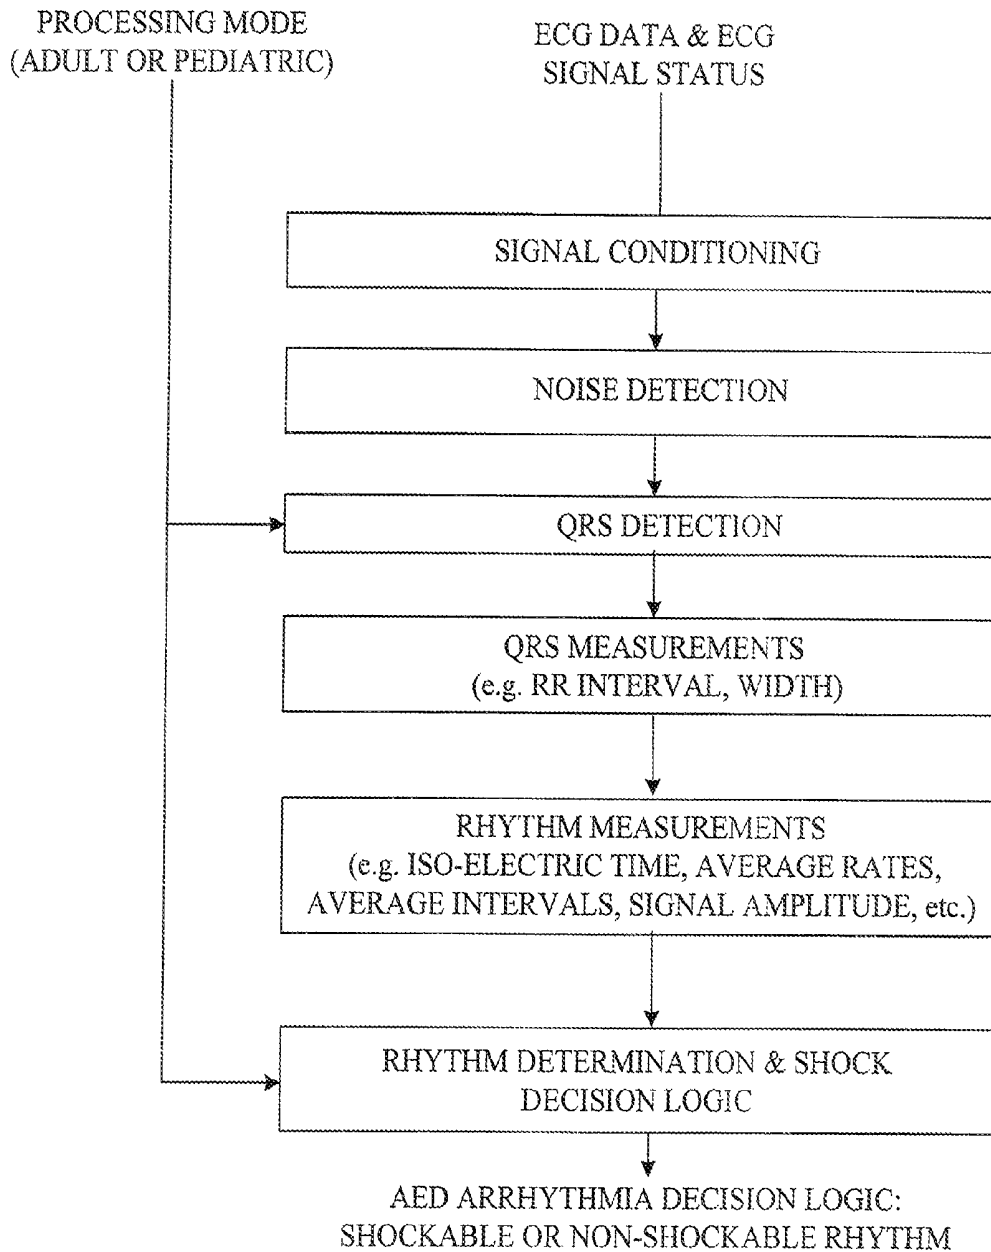 PROCESSING MODE
(ADULT OR PEDIATRIC)
ECG DATA & ECG
SIGNAL STATUS
SIGNAL CONDITIONING
NOISE DETECTION
QRS DETECTION
QRS MEASUREMENTS
(e.g. RR INTERVAL, WIDTH)
RHYTHM MEASUREMENTS
(e.g. ISO-ELECTRIC TIME, AVERAGE RATES,
AVERAGE INTERVALS, SIGNAL AMPLITUDE, etc.)
RHYTHM DETERMINATION & SHOCK
DECISION LOGIC
AED ARRHYTHMIA DECISION LOGIC:
SHOCKABLE OR NON-SHOCKABLE RHYTHM